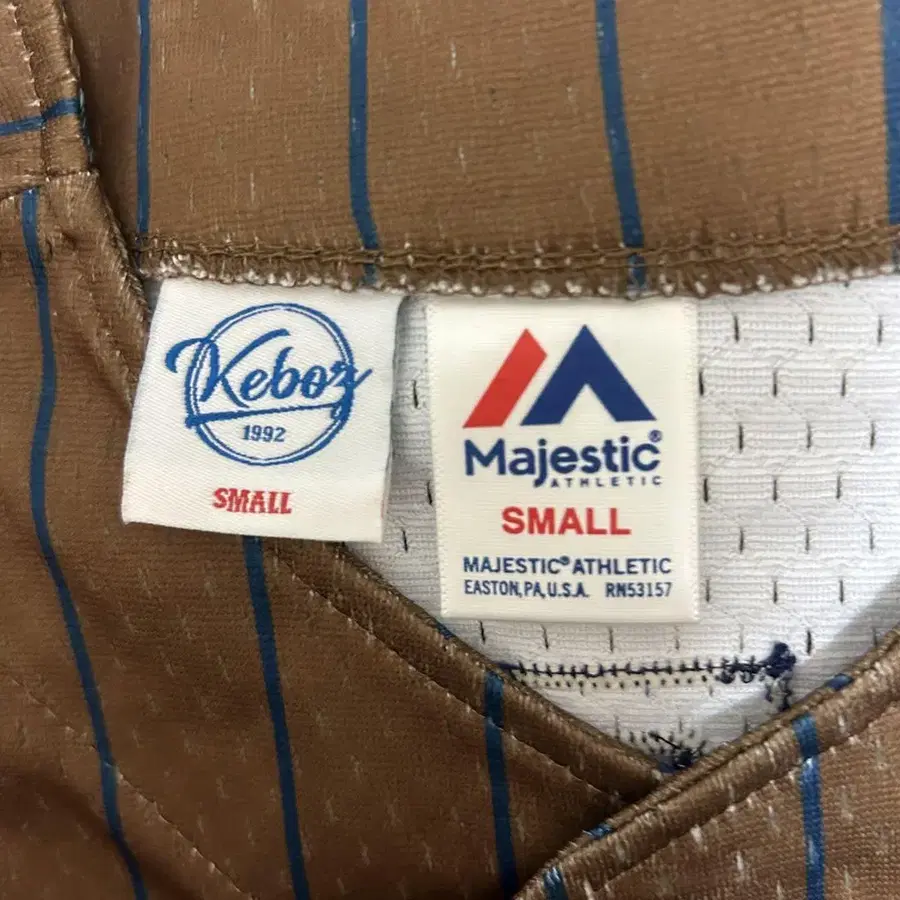 Keboz
1992
SMALL
Majestic®
ATHLETIC
SMALL
MAJESTIC® ATHLETIC
EASTON, PA, U.S.A. RN53157